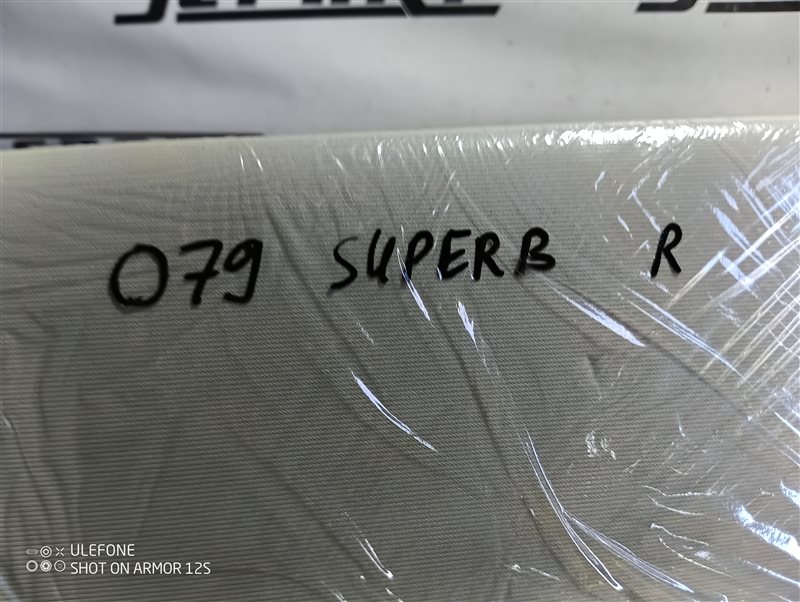 079 SUPERB R
ULEFONE
SHOT ON ARMOR 12S